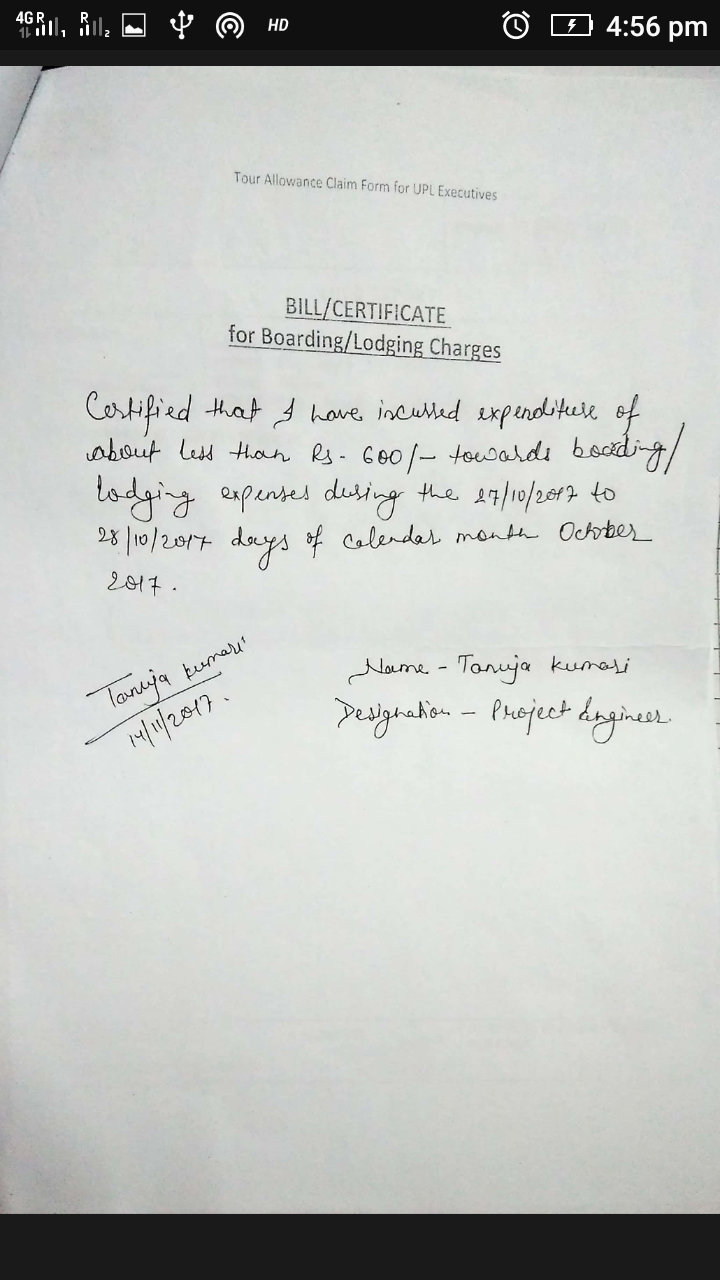 4G R 1 R 2 HD 4:56 pm
Tour Allowance Claim Form for UPL Executives
BILL/CERTIFICATE
for Boarding/Lodging Charges
Certified that I have incurred expenditure of
about less than Rs. 600/- towards boarding/
lodging expenses during the 27/10/2017 to
28/10/2017 days of calendar month October
2017.
Tanuja Kumari
14/11/2017.
Name - Tanuja Kumari
Designation - Project Engineer.